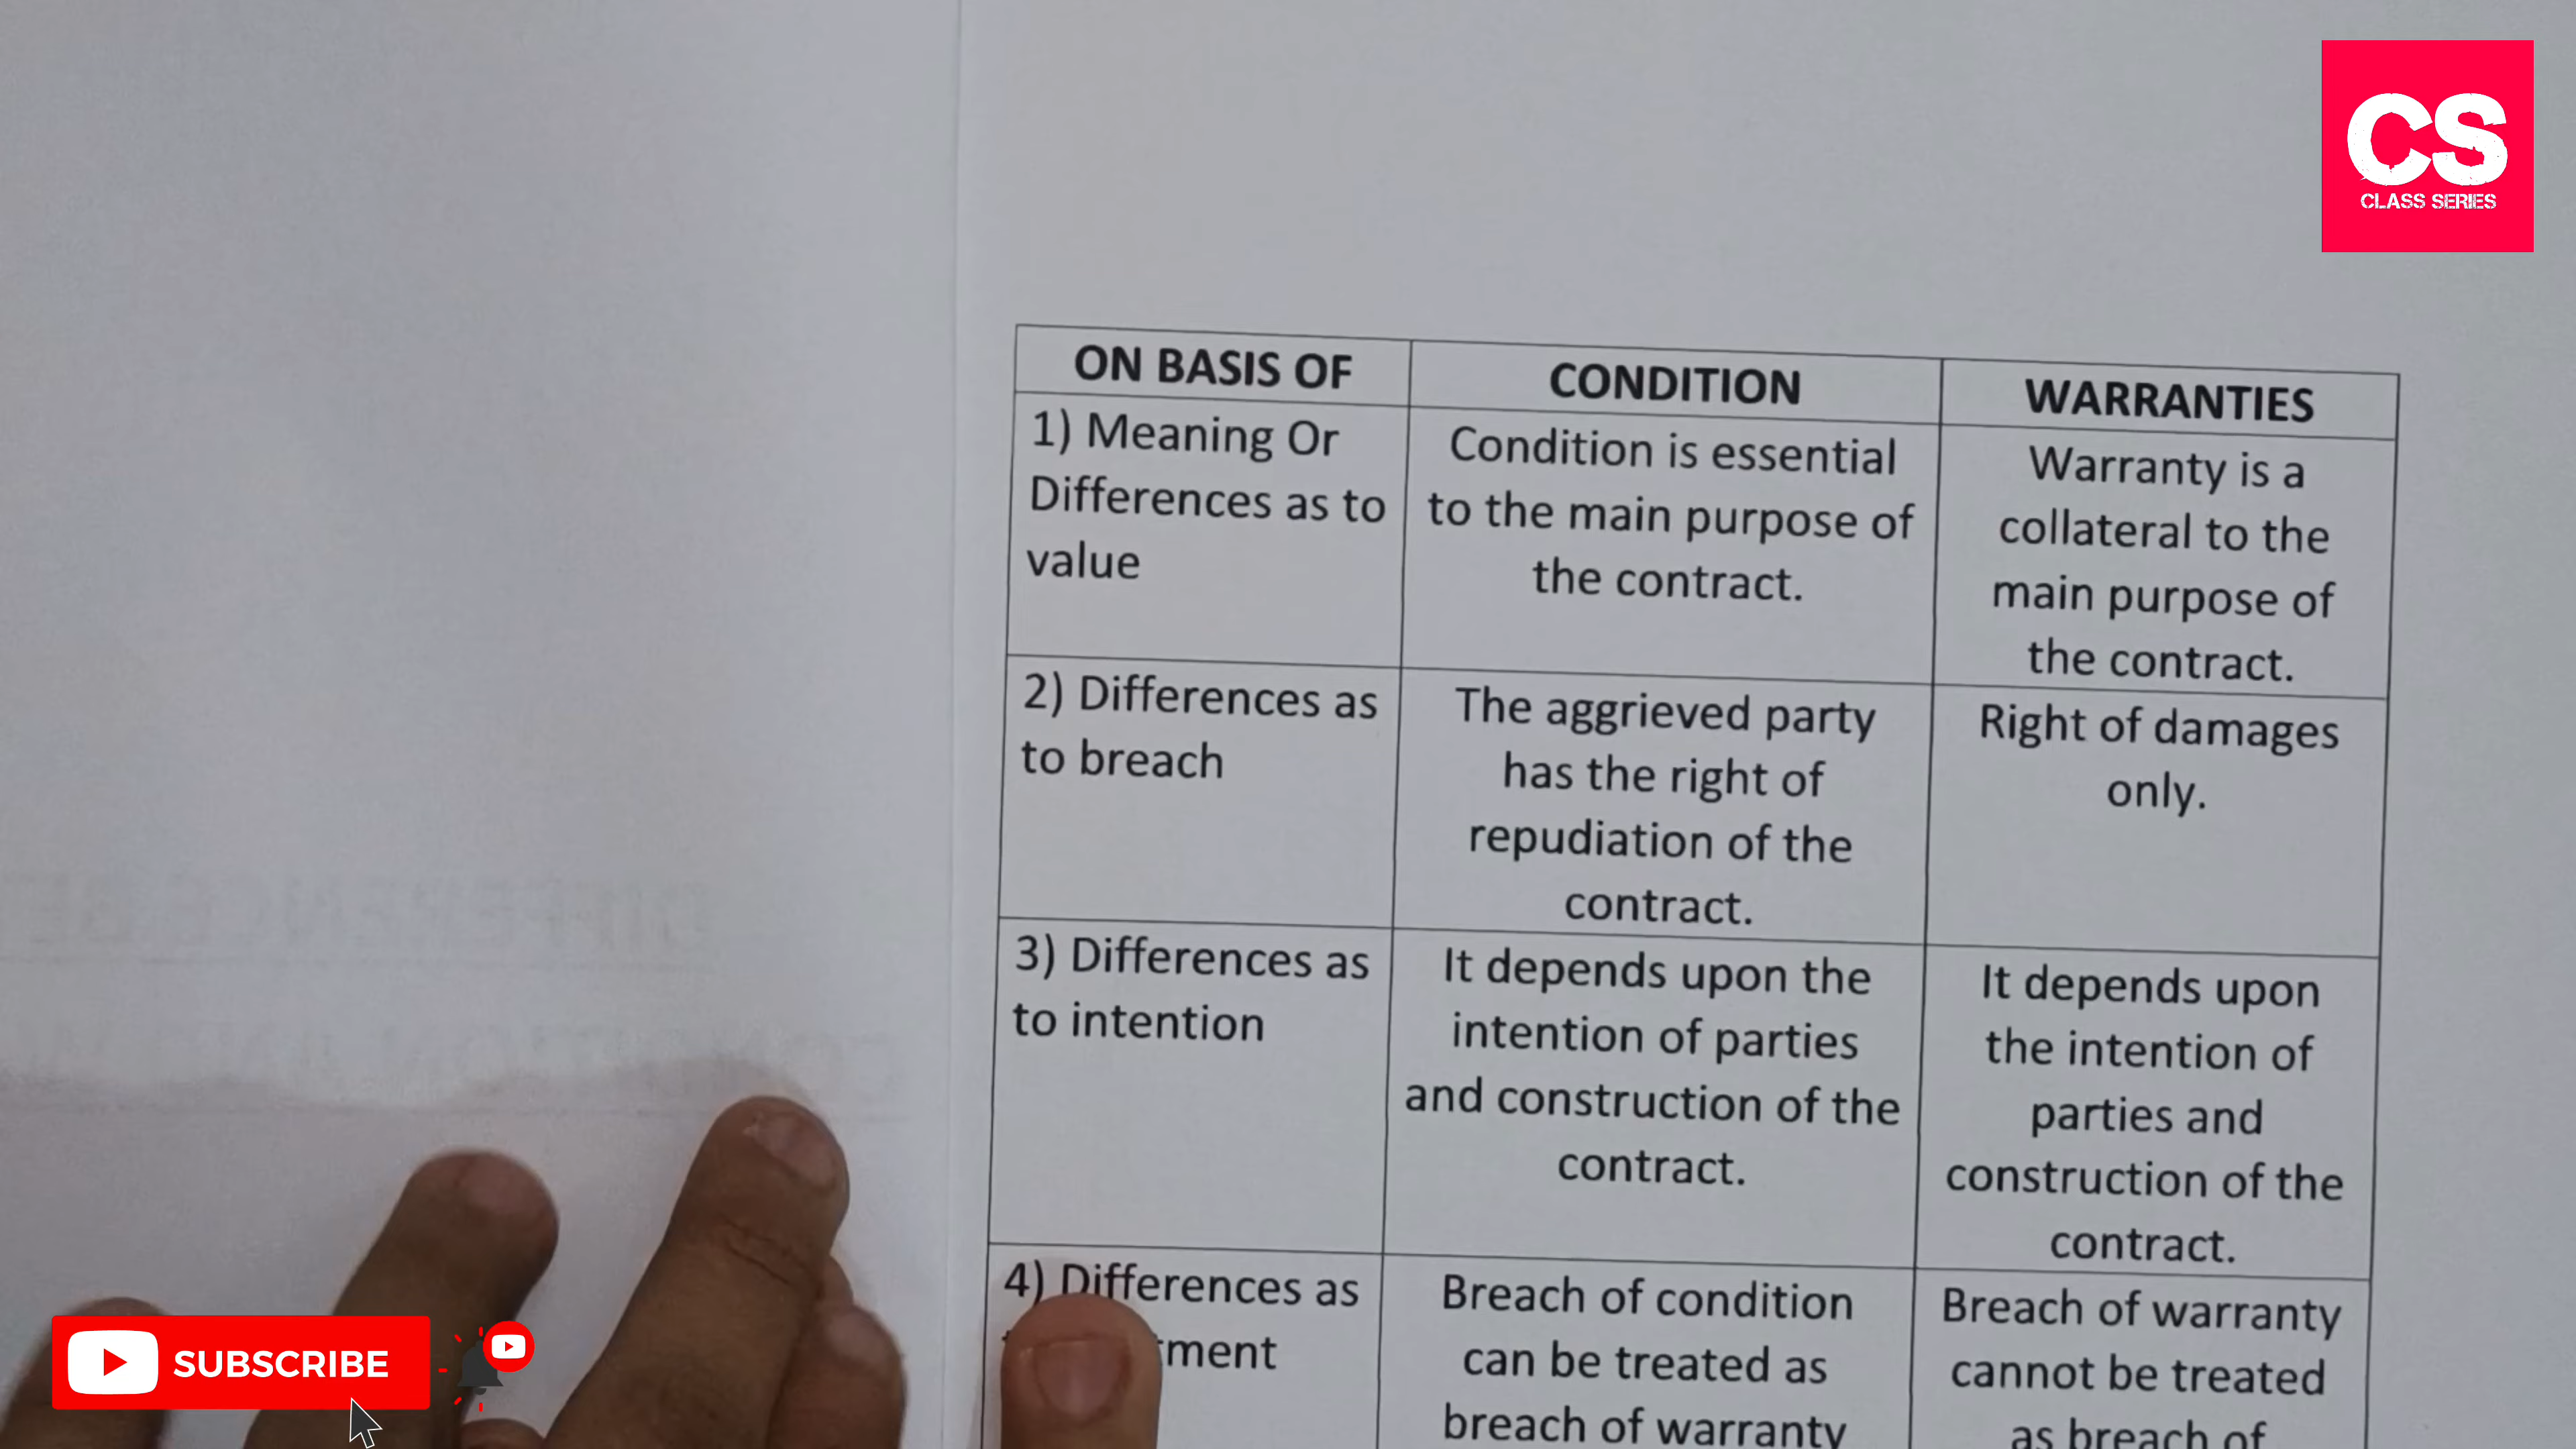 CS
CLASS SERIES
ON BASIS OF
CONDITION
WARRANTIES
1) Meaning Or
Differences as to
value
Condition is essential
to the main purpose of
the contract.
Warranty is a
collateral to the
main purpose of
the contract.
2) Differences as
to breach
The aggrieved party
has the right of
repudiation of the
contract.
Right of damages
only.
3) Differences as
to intention
It depends upon the
intention of parties
and construction of the
contract.
It depends upon
the intention of
parties and
construction of the
contract.
4) Differences as
Breach of condition
can be treated as
breach of warranty
Breach of warranty
cannot be treated
as breach of
SUBSCRIBE